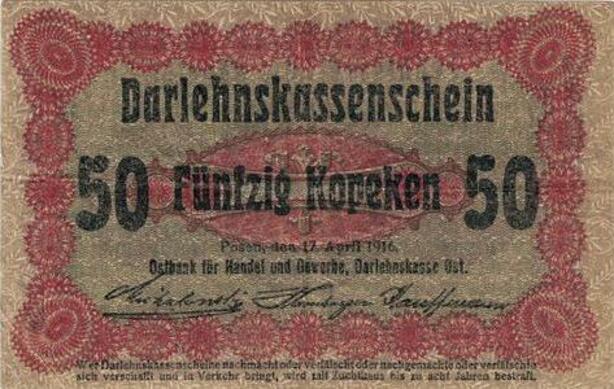 Darlehnskassenschein
50 Fünfzig Kopeken 50
Posen, den 17. April 1916.
Ostbank für Handel und Gewerbe, Darlehnskasse Ost.
Wer Darlehnskassenscheine nachmacht oder verfälscht oder nachgemachte oder verfälschte
sich verschafft und in Verkehr bringt, wird mit Zuchthaus bis zu acht Jahren bestraft.